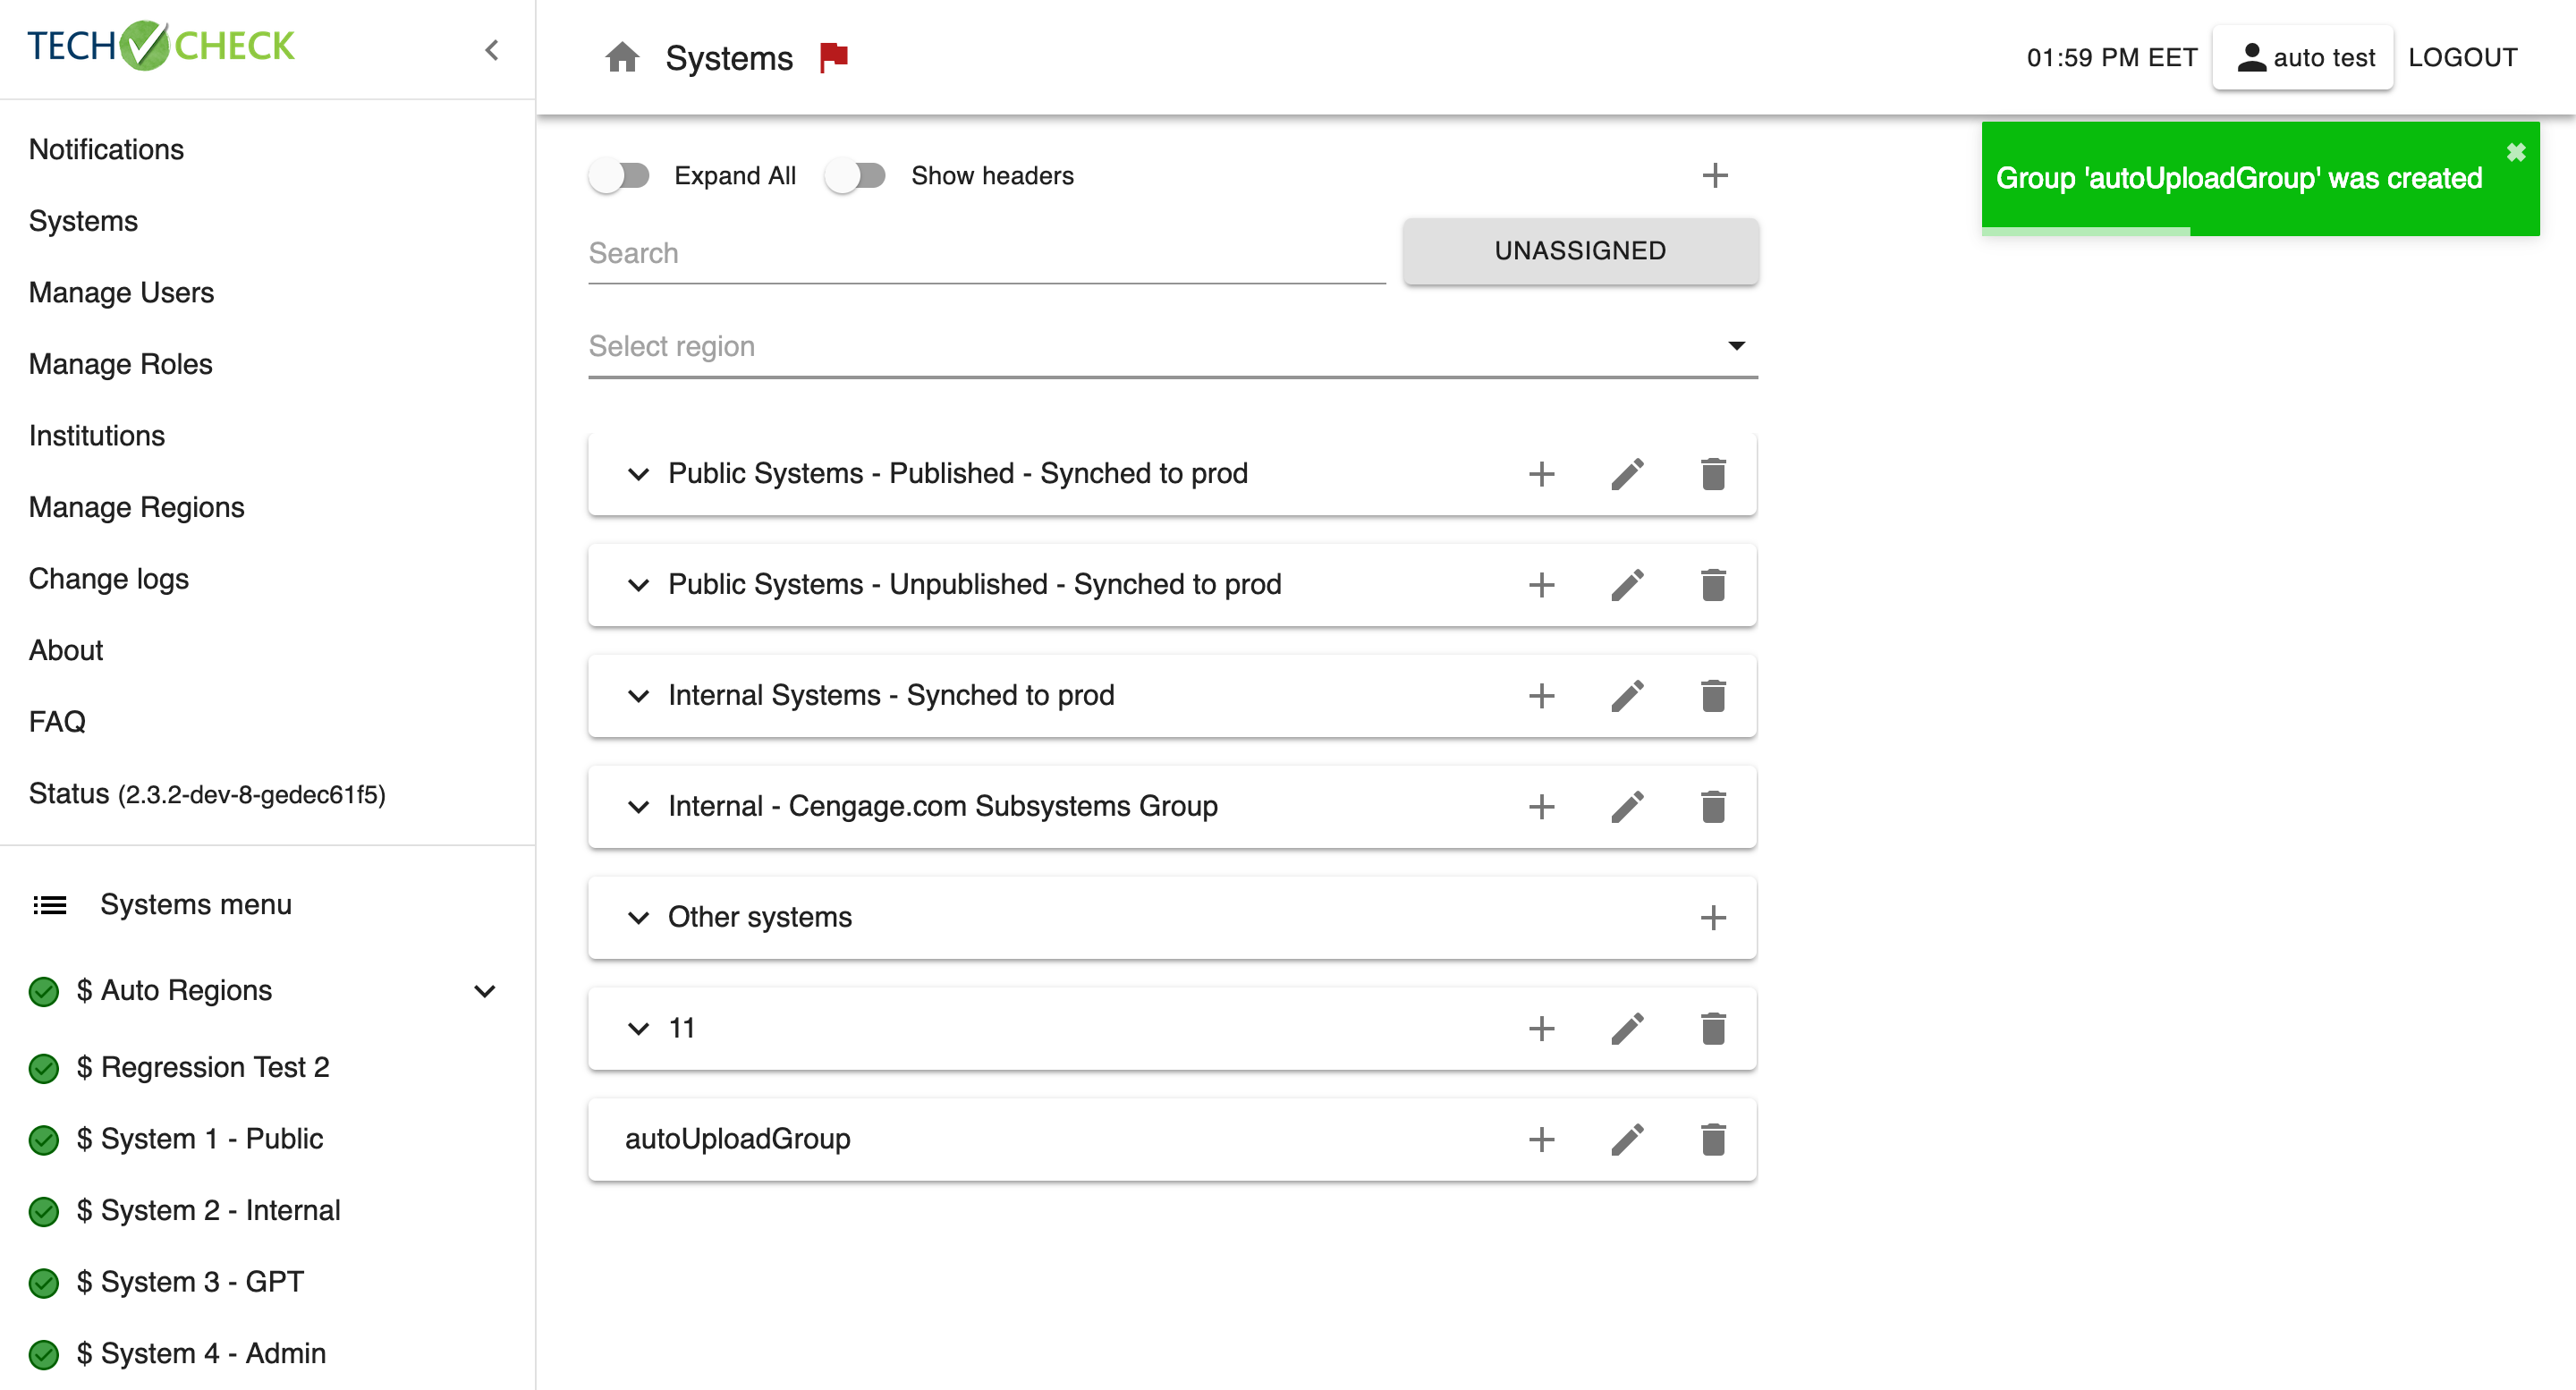 TECH CHECK
Notifications
Systems
Manage Users
Manage Roles
Institutions
Manage Regions
Change logs
About
FAQ
Status (2.3.2-dev-8-gedec61f5)
Systems menu
$ Auto Regions
$ Regression Test 2
$ System 1 - Public
$ System 2 - Internal
$ System 3 - GPT
$ System 4 - Admin
Systems
01:59 PM EET
auto test
LOGOUT
Expand All
Show headers
Search
UNASSIGNED
Select region
Public Systems - Published - Synched to prod
Public Systems - Unpublished - Synched to prod
Internal Systems - Synched to prod
Internal - Cengage.com Subsystems Group
Other systems
11
autoUploadGroup
Group 'autoUploadGroup' was created